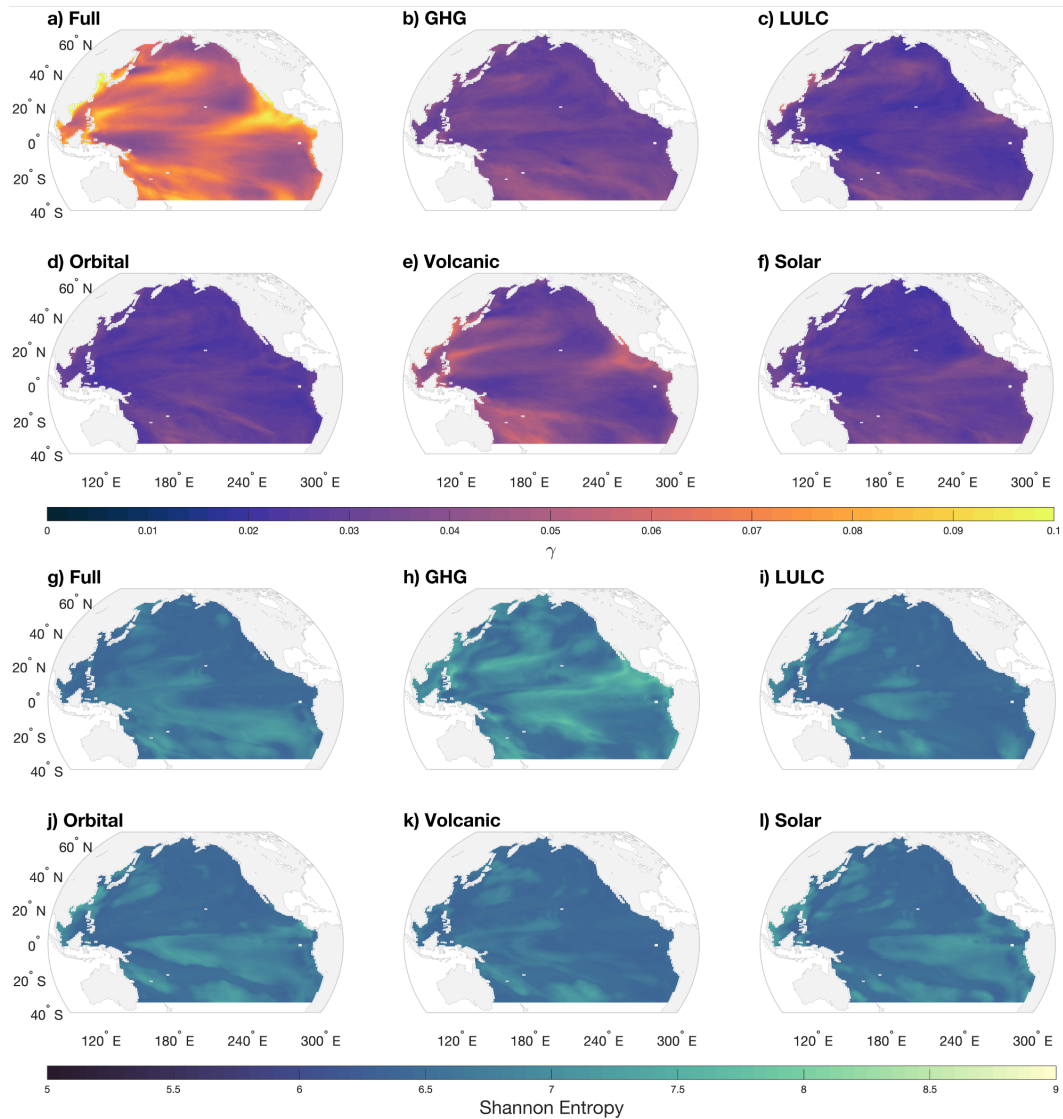 a) Full
b) GHG
c) LULC
60° N
40° N
20° N
0°
20° S
40° S
d) Orbital
e) Volcanic
f) Solar
60° N
40° N
20° N
0°
20° S
40° S
120° E 180° E 240° E 300° E
120° E 180° E 240° E 300° E
120° E 180° E 240° E 300° E
0 0.01 0.02 0.03 0.04 0.05 0.06 0.07 0.08 0.09 0.1
γ
g) Full
h) GHG
i) LULC
60° N
40° N
20° N
0°
20° S
40° S
j) Orbital
k) Volcanic
l) Solar
60° N
40° N
20° N
0°
20° S
40° S
120° E 180° E 240° E 300° E
120° E 180° E 240° E 300° E
120° E 180° E 240° E 300° E
5 5.5 6 6.5 7 7.5 8 8.5 9
Shannon Entropy